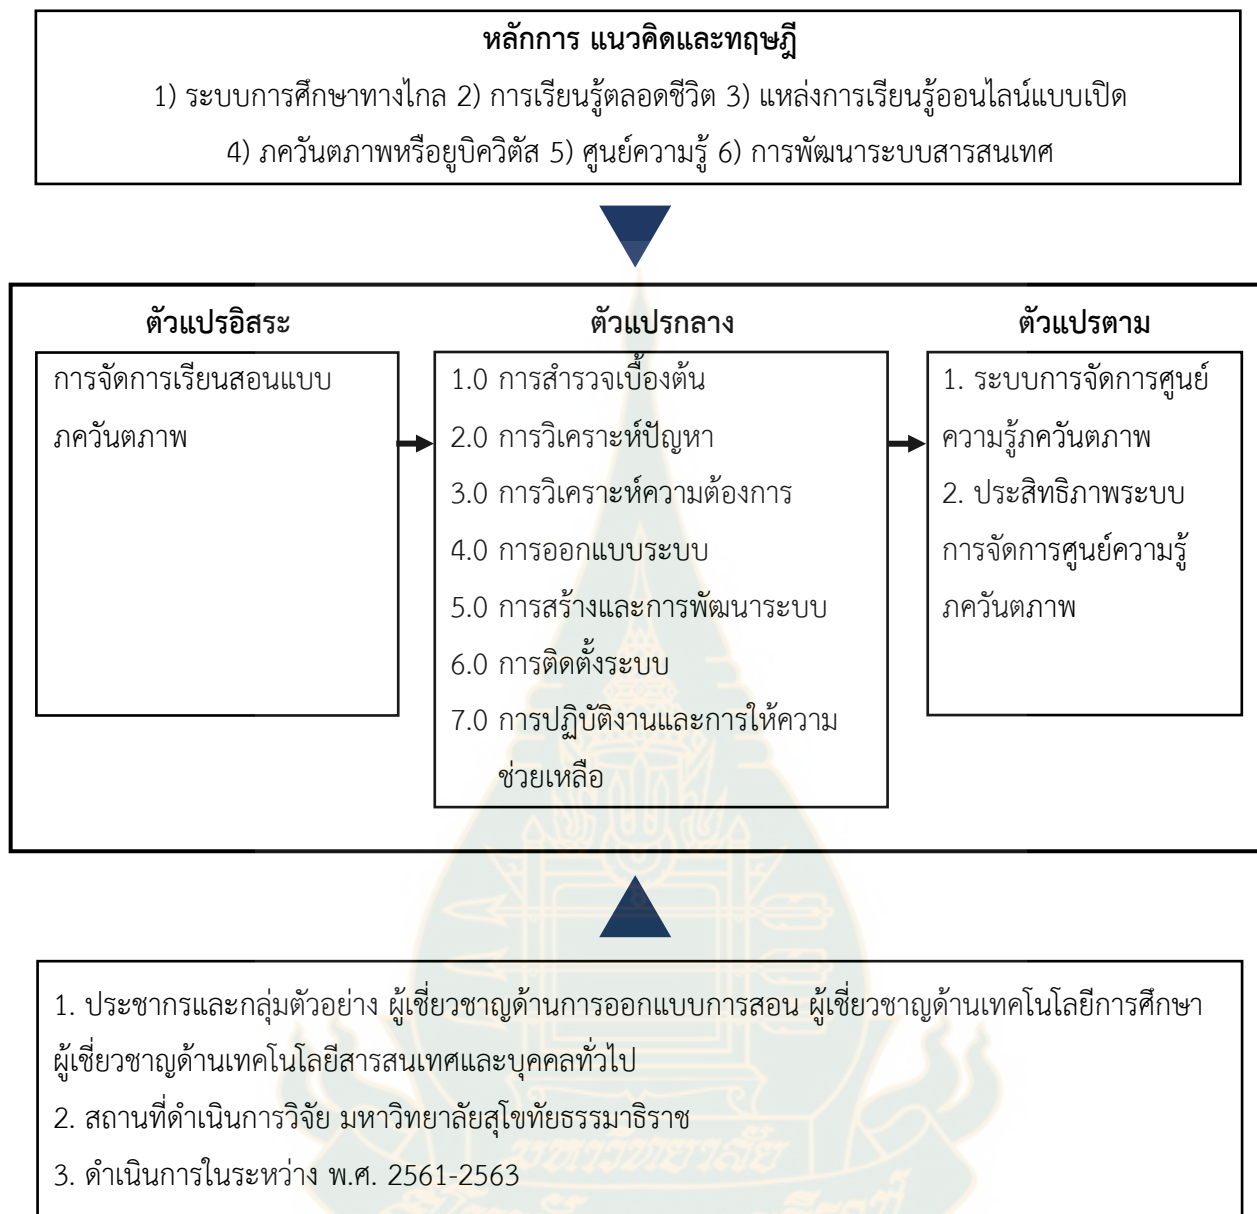 หลักการ แนวคิดและทฤษฎี
1) ระบบการศึกษาทางไกล 2) การเรียนรู้ตลอดชีวิต 3) แหล่งการเรียนรู้ออนไลน์แบบเปิด
4) ภควันตภาพหรือยูบิควิตัส 5) ศูนย์ความรู้ 6) การพัฒนาระบบสารสนเทศ
ตัวแปรอิสระ
การจัดการเรียนสอนแบบ
ภควันตภาพ
ตัวแปรกลาง
1.0 การสำรวจเบื้องต้น
2.0 การวิเคราะห์ปัญหา
3.0 การวิเคราะห์ความต้องการ
4.0 การออกแบบระบบ
5.0 การสร้างและการพัฒนาระบบ
6.0 การติดตั้งระบบ
7.0 การปฏิบัติงานและการให้ความ
ช่วยเหลือ
ตัวแปรตาม
1. ระบบการจัดการศูนย์
ความรู้ภควันตภาพ
2. ประสิทธิภาพระบบ
การจัดการศูนย์ความรู้
ภควันตภาพ
1. ประชากรและกลุ่มตัวอย่าง ผู้เชี่ยวชาญด้านการออกแบบการสอน ผู้เชี่ยวชาญด้านเทคโนโลยีการศึกษา
ผู้เชี่ยวชาญด้านเทคโนโลยีสารสนเทศและบุคคลทั่วไป
2. สถานที่ดำเนินการวิจัย มหาวิทยาลัยสุโขทัยธรรมาธิราช
3. ดำเนินการในระหว่าง พ.ศ. 2561-2563
มหาวิทยาลัย